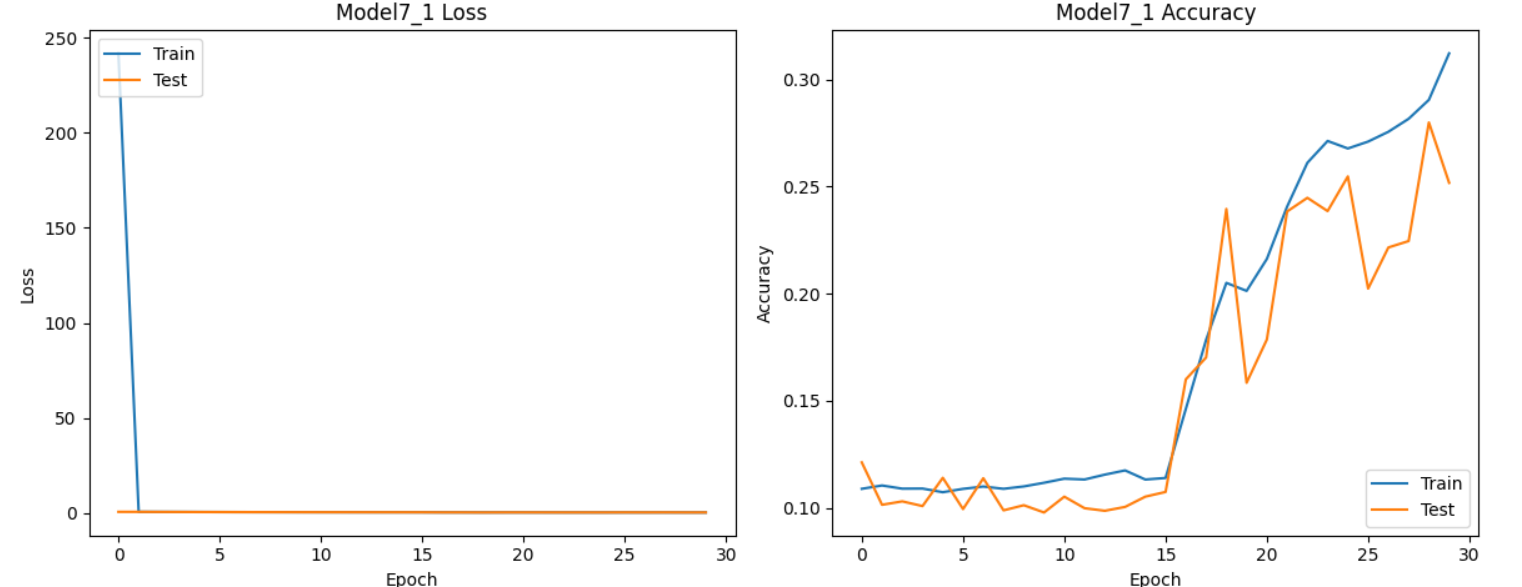 Model7_1 Loss
250
200
150
100
50
0
Loss
Train
Test
0 5 10 15 20 25 30
Epoch
Model7_1 Accuracy
0.30
0.25
0.20
0.15
0.10
Accuracy
Train
Test
0 5 10 15 20 25 30
Epoch